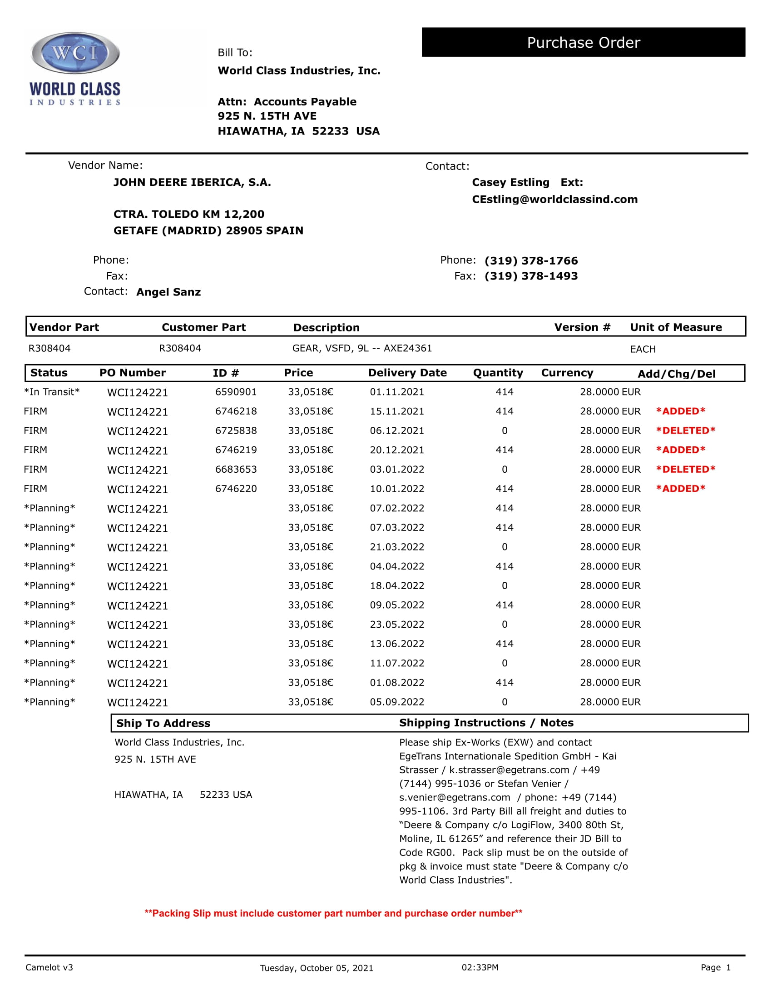 WCI
WORLD CLASS
INDUSTRIES
Purchase Order
Bill To:
World Class Industries, Inc.
Attn:  Accounts Payable
925 N. 15TH AVE
HIAWATHA, IA  52233  USA
Vendor Name:
JOHN DEERE IBERICA, S.A.
CTRA. TOLEDO KM 12,200
GETAFE (MADRID) 28905 SPAIN
Phone:
Fax:
Contact: Angel Sanz
Contact:
Casey Estling   Ext:
CEstling@worldclassind.com
Phone: (319) 378-1766
Fax: (319) 378-1493
Vendor Part Customer Part Description Version # Unit of Measure
R308404 R308404 GEAR, VSFD, 9L -- AXE24361 EACH
Status PO Number ID # Price Delivery Date Quantity Currency Add/Chg/Del
*In Transit* WCI124221 6590901 33,0518€ 01.11.2021 414 28.0000 EUR
FIRM WCI124221 6746218 33,0518€ 15.11.2021 414 28.0000 EUR *ADDED*
FIRM WCI124221 6725838 33,0518€ 06.12.2021 0 28.0000 EUR *DELETED*
FIRM WCI124221 6746219 33,0518€ 20.12.2021 414 28.0000 EUR *ADDED*
FIRM WCI124221 6683653 33,0518€ 03.01.2022 0 28.0000 EUR *DELETED*
FIRM WCI124221 6746220 33,0518€ 10.01.2022 414 28.0000 EUR *ADDED*
*Planning* WCI124221 33,0518€ 07.02.2022 414 28.0000 EUR
*Planning* WCI124221 33,0518€ 07.03.2022 414 28.0000 EUR
*Planning* WCI124221 33,0518€ 21.03.2022 0 28.0000 EUR
*Planning* WCI124221 33,0518€ 04.04.2022 414 28.0000 EUR
*Planning* WCI124221 33,0518€ 18.04.2022 0 28.0000 EUR
*Planning* WCI124221 33,0518€ 09.05.2022 414 28.0000 EUR
*Planning* WCI124221 33,0518€ 23.05.2022 0 28.0000 EUR
*Planning* WCI124221 33,0518€ 13.06.2022 414 28.0000 EUR
*Planning* WCI124221 33,0518€ 11.07.2022 0 28.0000 EUR
*Planning* WCI124221 33,0518€ 01.08.2022 414 28.0000 EUR
*Planning* WCI124221 33,0518€ 05.09.2022 0 28.0000 EUR
Ship To Address
World Class Industries, Inc.
925 N. 15TH AVE
HIAWATHA, IA 52233 USA
Shipping Instructions / Notes
Please ship Ex-Works (EXW) and contact
EgeTrans Internationale Spedition GmbH - Kai
Strasser / k.strasser@egetrans.com / +49
(7144) 995-1036 or Stefan Venier /
s.venier@egetrans.com  / phone: +49 (7144)
995-1106. 3rd Party Bill all freight and duties to
“Deere & Company c/o LogiFlow, 3400 80th St,
Moline, IL 61265” and reference their JD Bill to
Code RG00.  Pack slip must be on the outside of
pkg & invoice must state "Deere & Company c/o
World Class Industries".
**Packing Slip must include customer part number and purchase order number**
Camelot v3 Tuesday, October 05, 2021 02:33PM Page 1